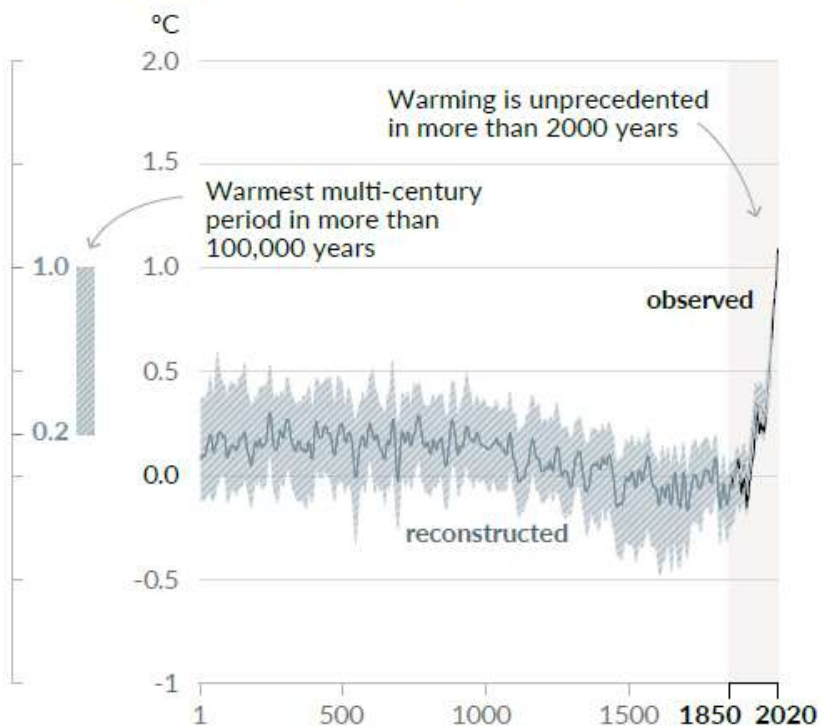 °C
2.0
Warming is unprecedented
in more than 2000 years
1.5
Warmest multi-century
period in more than
100,000 years
1.0
1.0
observed
0.5
0.2
0.0
reconstructed
-0.5
-1
1
500
1000
1500
1850
2020